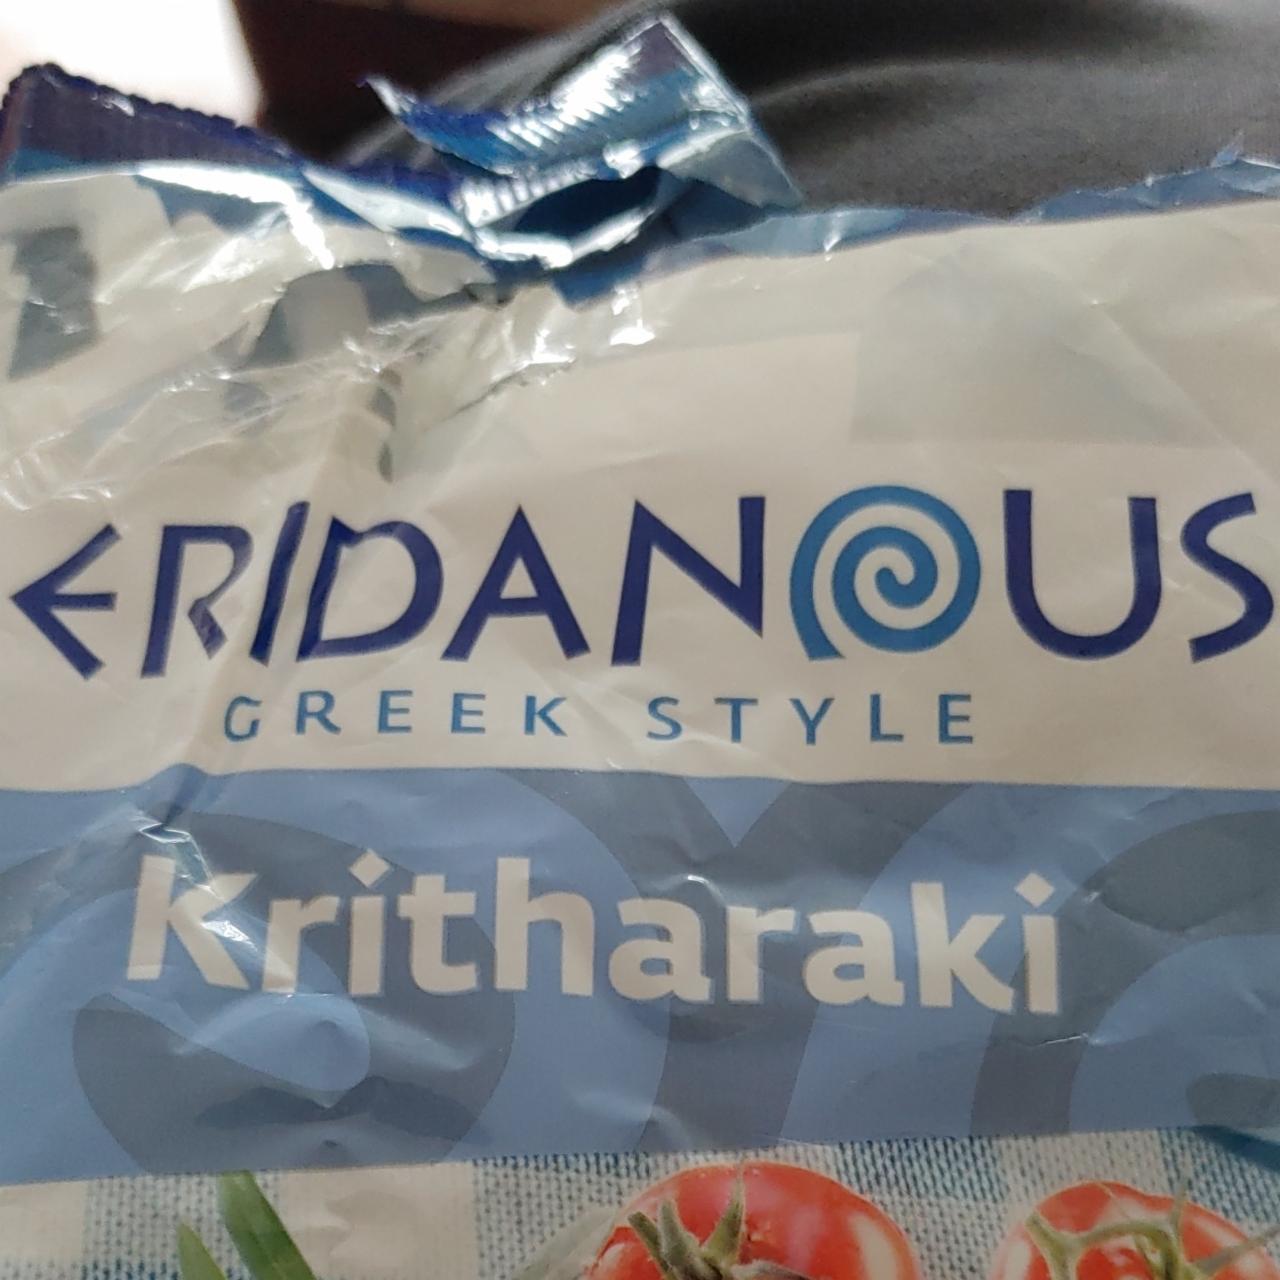 ERIDANOUS
GREEK STYLE
Kritharaki